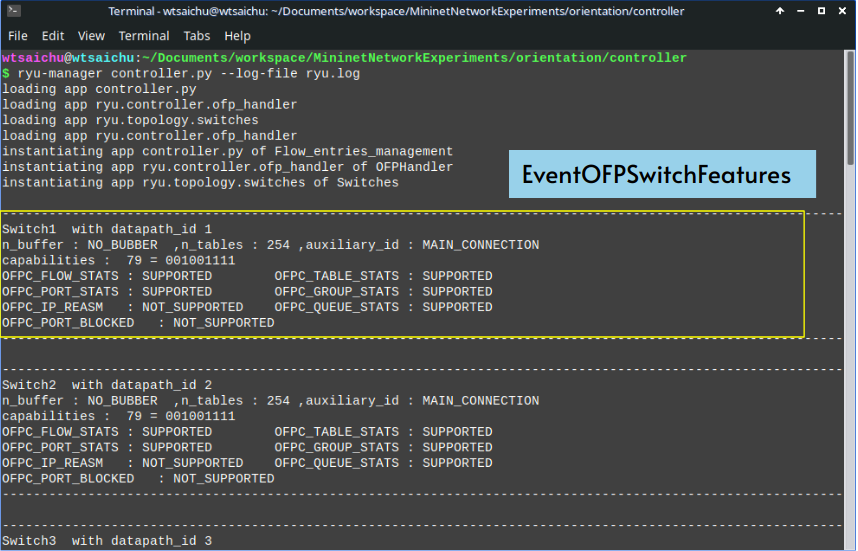 Terminal - wtsaichu@wtsaichu: ~/Documents/workspace/MininetNetworkExperiments/orientation/controller
File Edit View Terminal Tabs Help
wtsaichu@wtsaichu:~/Documents/workspace/MininetNetworkExperiments/orientation/controller
$ ryu-manager controller.py --log-file ryu.log
loading app controller.py
loading app ryu.controller.ofp_handler
loading app ryu.topology.switches
loading app ryu.controller.ofp_handler
instantiating app controller.py of Flow_entries_management
instantiating app ryu.controller.ofp_handler of OFPHandler
instantiating app ryu.topology.switches of Switches
EventOFPSwitchFeatures
--------------------------------------------------------------------------------
Switch1  with datapath_id 1
n_buffer : NO_BUBBER  ,n_tables : 254 ,auxiliary_id : MAIN_CONNECTION
capabilities :  79 = 001001111
OFPC_FLOW_STATS : SUPPORTED        OFPC_TABLE_STATS : SUPPORTED
OFPC_PORT_STATS : SUPPORTED        OFPC_GROUP_STATS : SUPPORTED
OFPC_IP_REASM   : NOT_SUPPORTED    OFPC_QUEUE_STATS : SUPPORTED
OFPC_PORT_BLOCKED   : NOT_SUPPORTED
--------------------------------------------------------------------------------
--------------------------------------------------------------------------------
Switch2  with datapath_id 2
n_buffer : NO_BUBBER  ,n_tables : 254 ,auxiliary_id : MAIN_CONNECTION
capabilities :  79 = 001001111
OFPC_FLOW_STATS : SUPPORTED        OFPC_TABLE_STATS : SUPPORTED
OFPC_PORT_STATS : SUPPORTED        OFPC_GROUP_STATS : SUPPORTED
OFPC_IP_REASM   : NOT_SUPPORTED    OFPC_QUEUE_STATS : SUPPORTED
OFPC_PORT_BLOCKED   : NOT_SUPPORTED
--------------------------------------------------------------------------------
--------------------------------------------------------------------------------
Switch3  with datapath_id 3